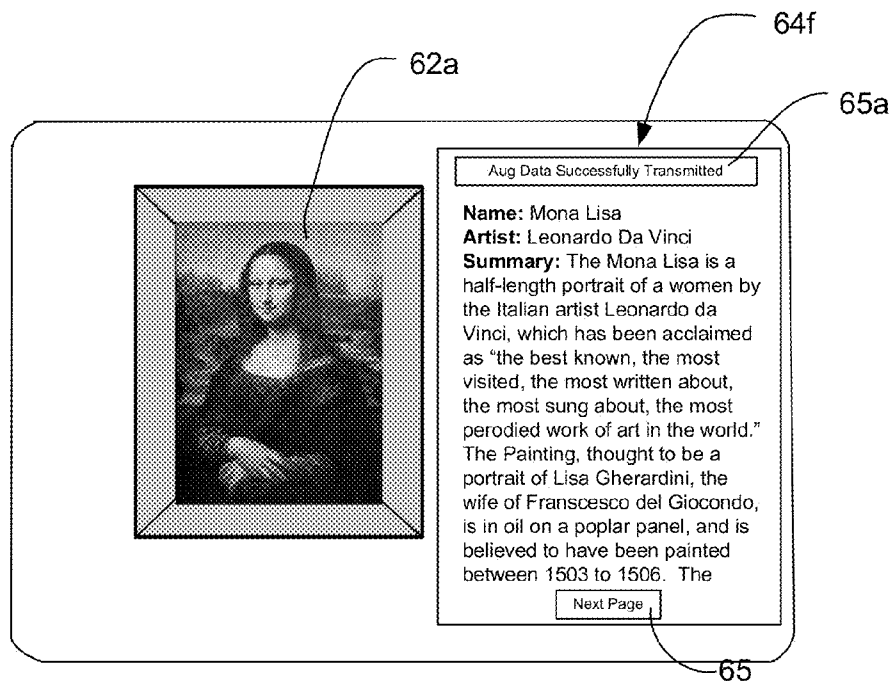 64f
62a
65a
Aug Data Successfully Transmitted
Name: Mona Lisa
Artist: Leonardo Da Vinci
Summary: The Mona Lisa is a
half-length portrait of a women by
the Italian artist Leonardo da
Vinci, which has been acclaimed
as “the best known, the most
visited, the most written about,
the most sung about, the most
perodied work of art in the world.”
The Painting, thought to be a
portrait of Lisa Gherardini, the
wife of Franscesco del Giocondo,
is in oil on a poplar panel, and is
believed to have been painted
between 1503 to 1506. The
Next Page
65